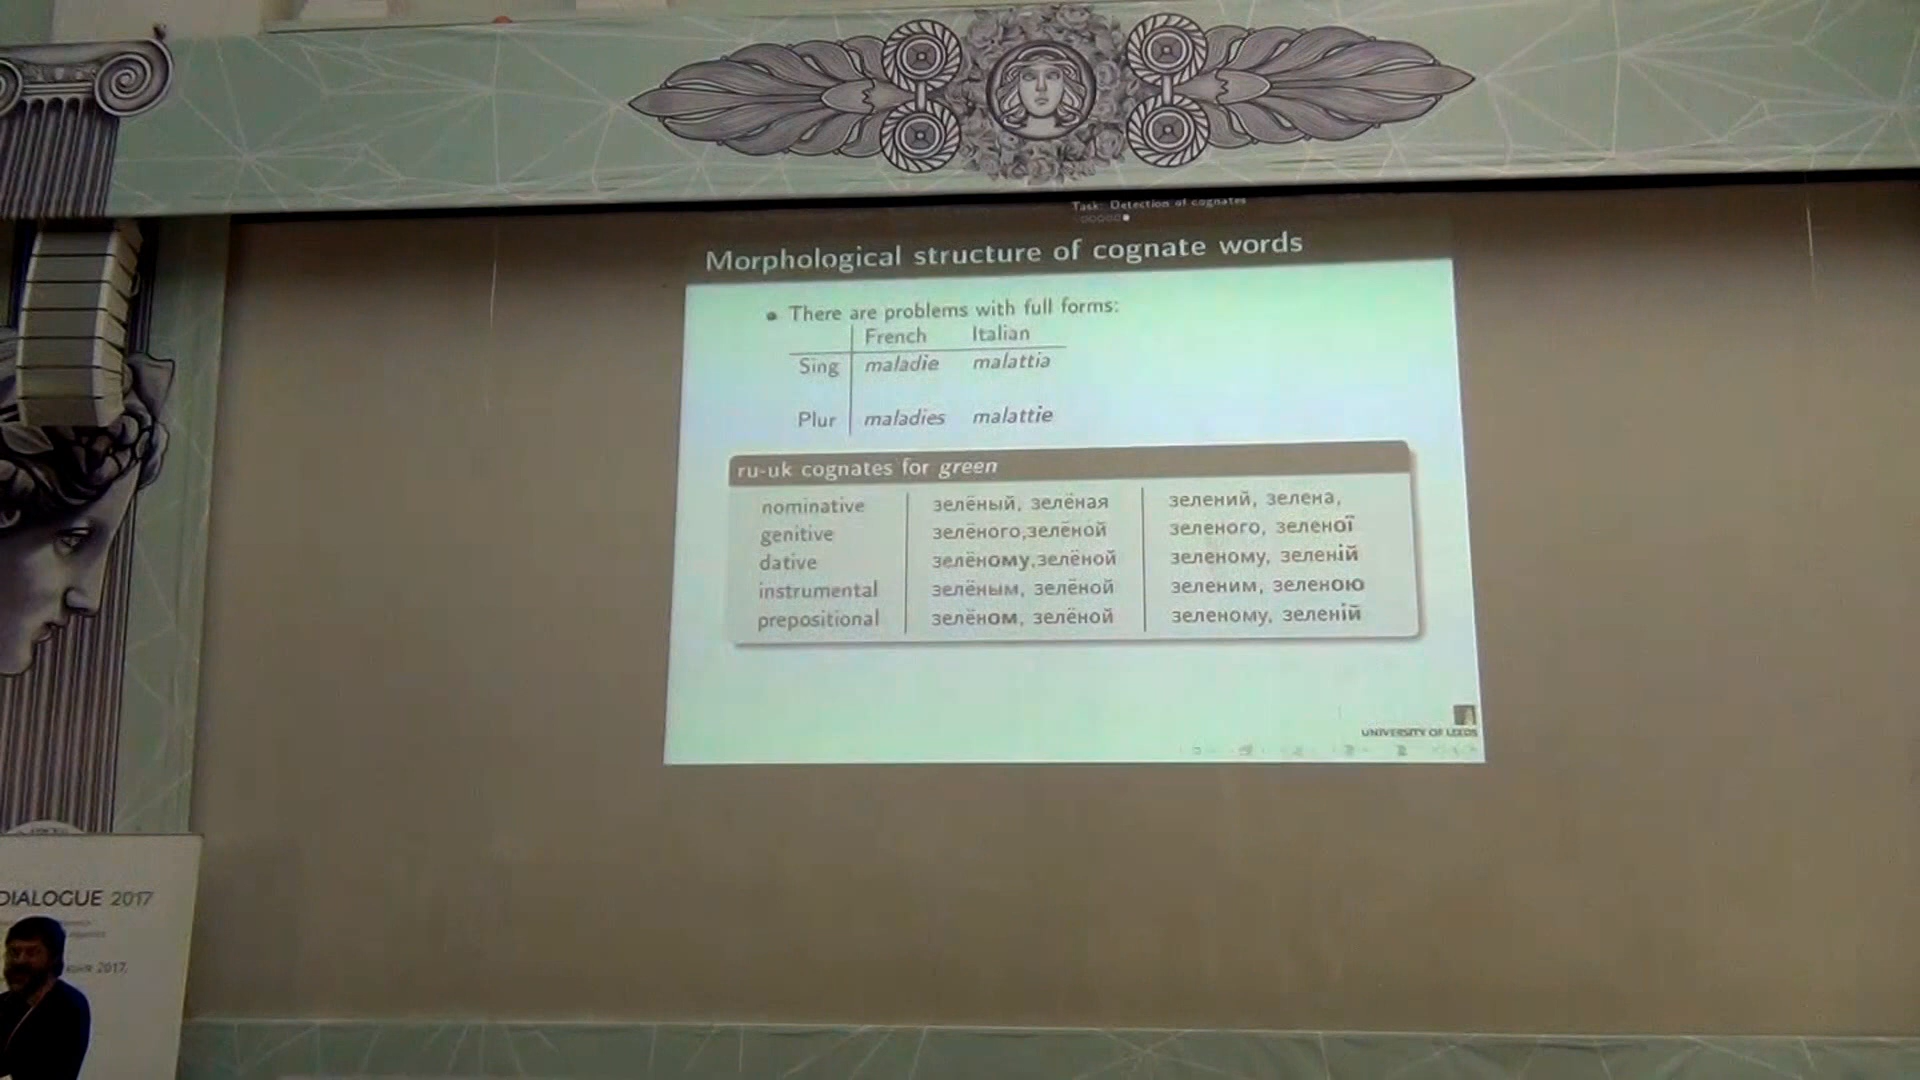 Task: Detection of cognates
Morphological structure of cognate words
There are problems with full forms:
French Italian
Sing maladie malattia
Plur maladies malattie
ru-uk cognates for green
nominative зелёный, зелёная зелений, зелена,
genitive зелёного,зелёной зеленого, зеленої
dative зелёному,зелёной зеленому, зеленій
instrumental зелёным, зелёной зеленим, зеленою
prepositional зелёном, зелёной зеленому, зеленій
UNIVERSITY OF LEEDS
DIALOGUE 2017
2017,